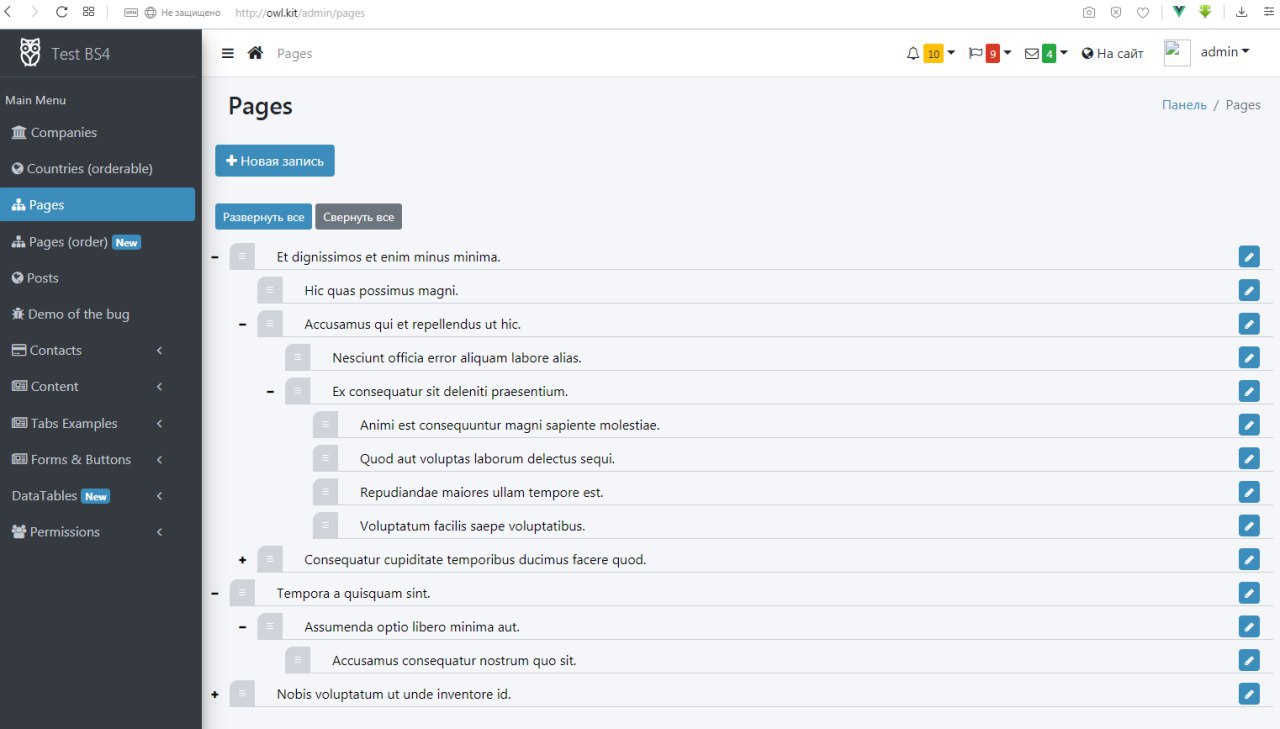 VPN Не защищено http://owl.kit/admin/pages
Test BS4
Pages
10
9
4
На сайт
admin
Main Menu
Companies
Countries (orderable)
Pages
Pages (order) New
Posts
Demo of the bug
Contacts
Content
Tabs Examples
Forms & Buttons
DataTables New
Permissions
Pages
Панель / Pages
Новая запись
Развернуть все
Свернуть все
Et dignissimos et enim minus minima.
Hic quas possimus magni.
Accusamus qui et repellendus ut hic.
Nesciunt officia error aliquam labore alias.
Ex consequatur sit deleniti praesentium.
Animi est consequuntur magni sapiente molestiae.
Quod aut voluptas laborum delectus sequi.
Repudiandae maiores ullam tempore est.
Voluptatum facilis saepe voluptatibus.
Consequatur cupiditate temporibus ducimus facere quod.
Tempora a quisquam sint.
Assumenda optio libero minima aut.
Accusamus consequatur nostrum quo sit.
Nobis voluptatum ut unde inventore id.